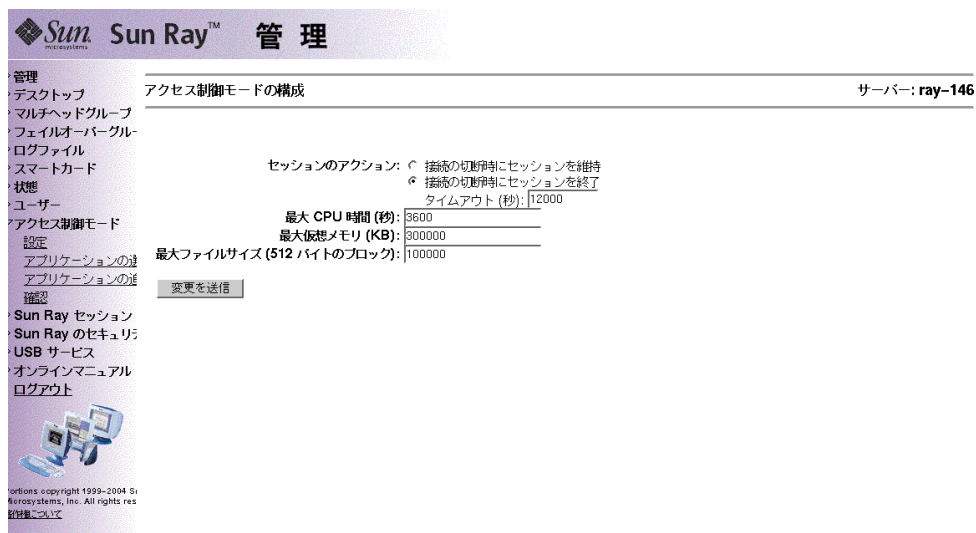 Sun microsystems Sun Ray™ 管 理
管理
デスクトップ
マルチヘッドグループ
フェイルオーバーグルー
ログファイル
スマートカード
状態
ユーザー
アクセス制御モード
設定
アプリケーションの選
アプリケーションの追
確認
Sun Ray セッション
Sun Ray のセキュリテ
USB サービス
オンラインマニュアル
ログアウト
Portions copyright 1999–2004 Su
Microsystems, Inc. All rights res
著作権について
アクセス制御モードの構成
サーバー: ray–146
セッションのアクション: 接続の切断時にセッションを維持
接続の切断時にセッションを終了
タイムアウト (秒): 12000
最大 CPU 時間 (秒): 3600
最大仮想メモリ (KB): 300000
最大ファイルサイズ (512 バイトのブロック): 100000
変更を送信